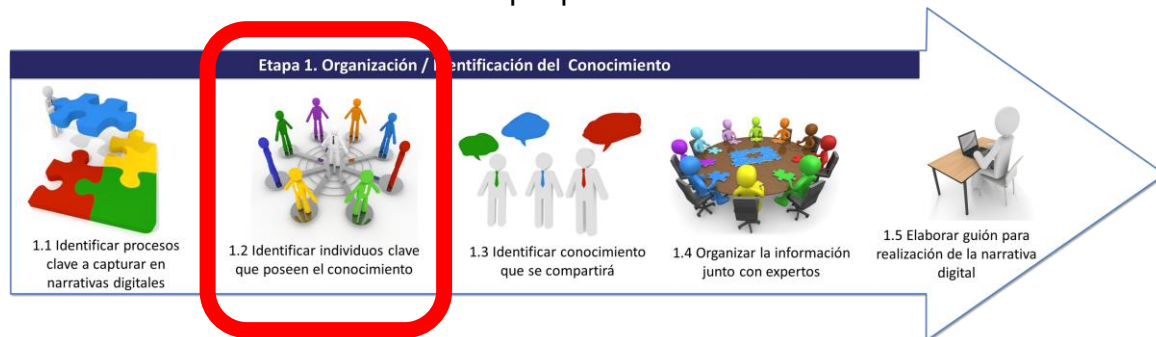 Etapa 1. Organización / Identificación del Conocimiento
1.1 Identificar procesos
clave a capturar en
narrativas digitales
1.2 Identificar individuos clave
que poseen el conocimiento
1.3 Identificar conocimiento
que se compartirá
1.4 Organizar la información
junto con expertos
1.5 Elaborar guión para
realización de la narrativa
digital